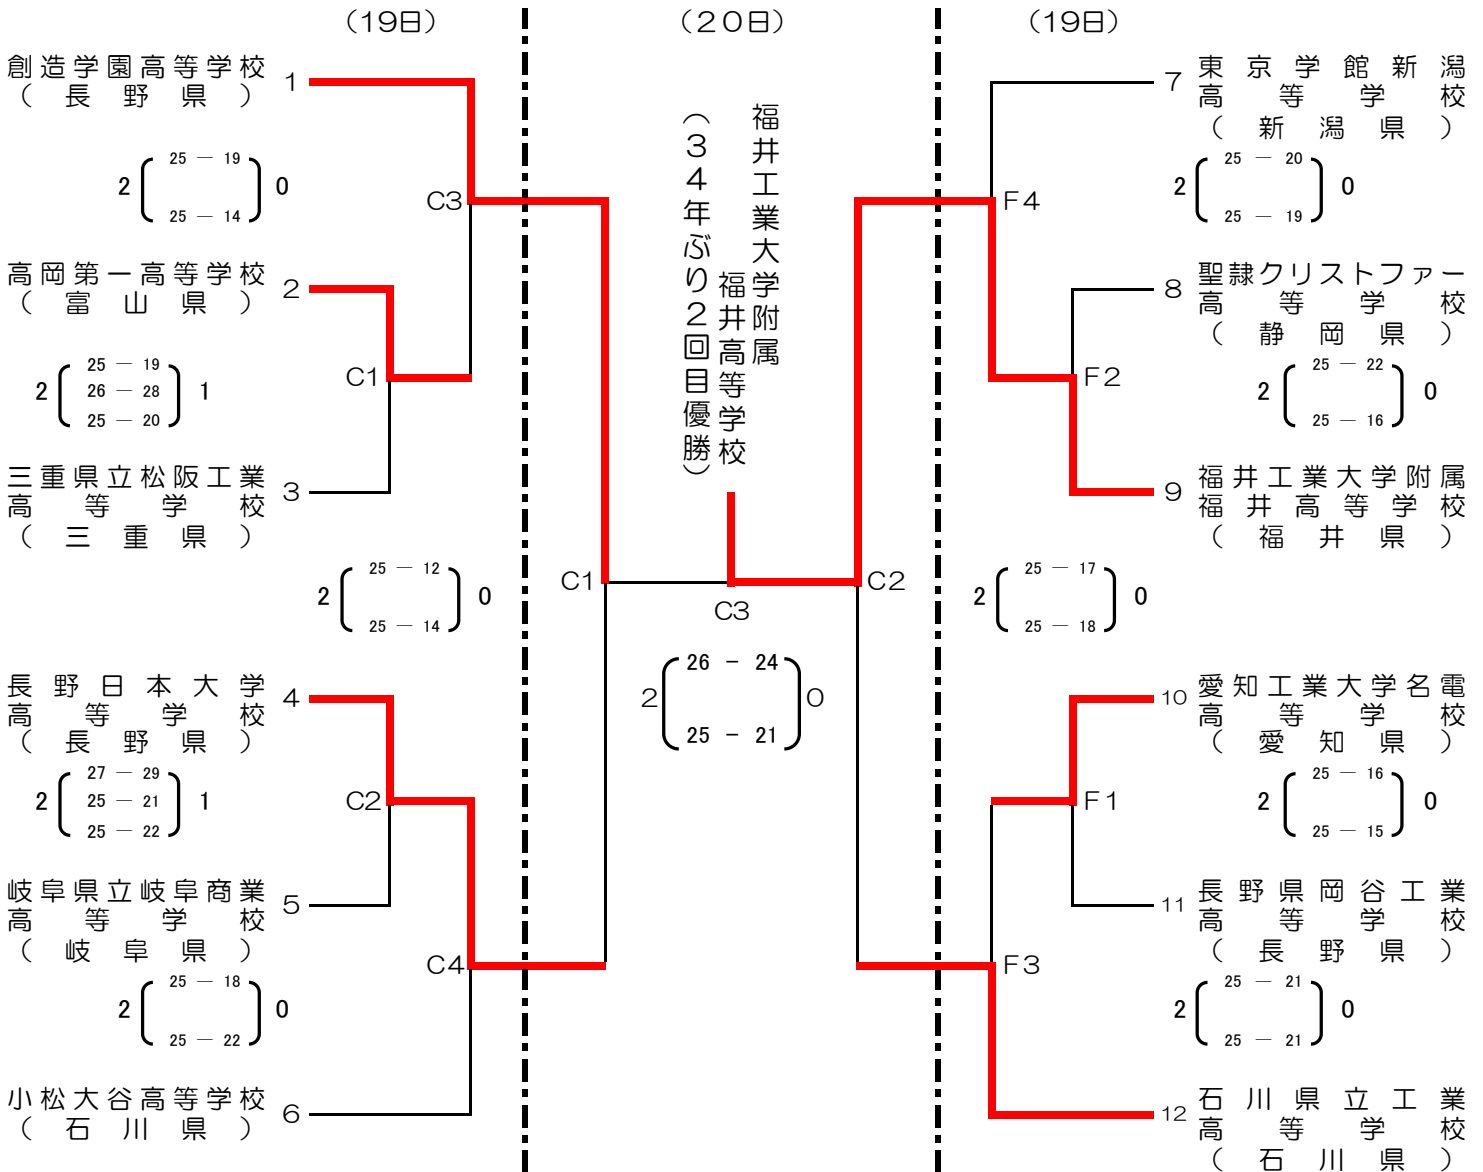 (19日)
(20日)
(19日)
創造学園高等学校
(長野県)
1
2
25 — 19
25 — 14
0
C3
高岡第一高等学校
(富山県)
2
2
25 — 19
26 — 28
25 — 20
1
C1
三重県立松阪工業
高等学校
(三重県)
3
2
25 — 12
25 — 14
0
C1
長野日本大学
高等学校
(長野県)
4
2
27 — 29
25 — 21
25 — 22
1
C2
岐阜県立岐阜商業
高等学校
(岐阜県)
5
C4
2
25 — 18
25 — 22
0
小松大谷高等学校
(石川県)
6
福井工業大学附属
福井高等学校
(34年ぶり2回目優勝)
C3
2
26 - 24
25 - 21
0
7
東京学館新潟
高等学校
(新潟県)
2
25 — 20
25 — 19
0
F4
8
聖隷クリストファー
高等学校
(静岡県)
2
25 — 22
25 — 16
0
F2
9
福井工業大学附属
福井高等学校
(福井県)
C2
2
25 — 17
25 — 18
0
10
愛知工業大学名電
高等学校
(愛知県)
2
25 — 16
25 — 15
0
F1
11
長野県岡谷工業
高等学校
(長野県)
F3
2
25 — 21
25 — 21
0
12
石川県立工業
高等学校
(石川県)